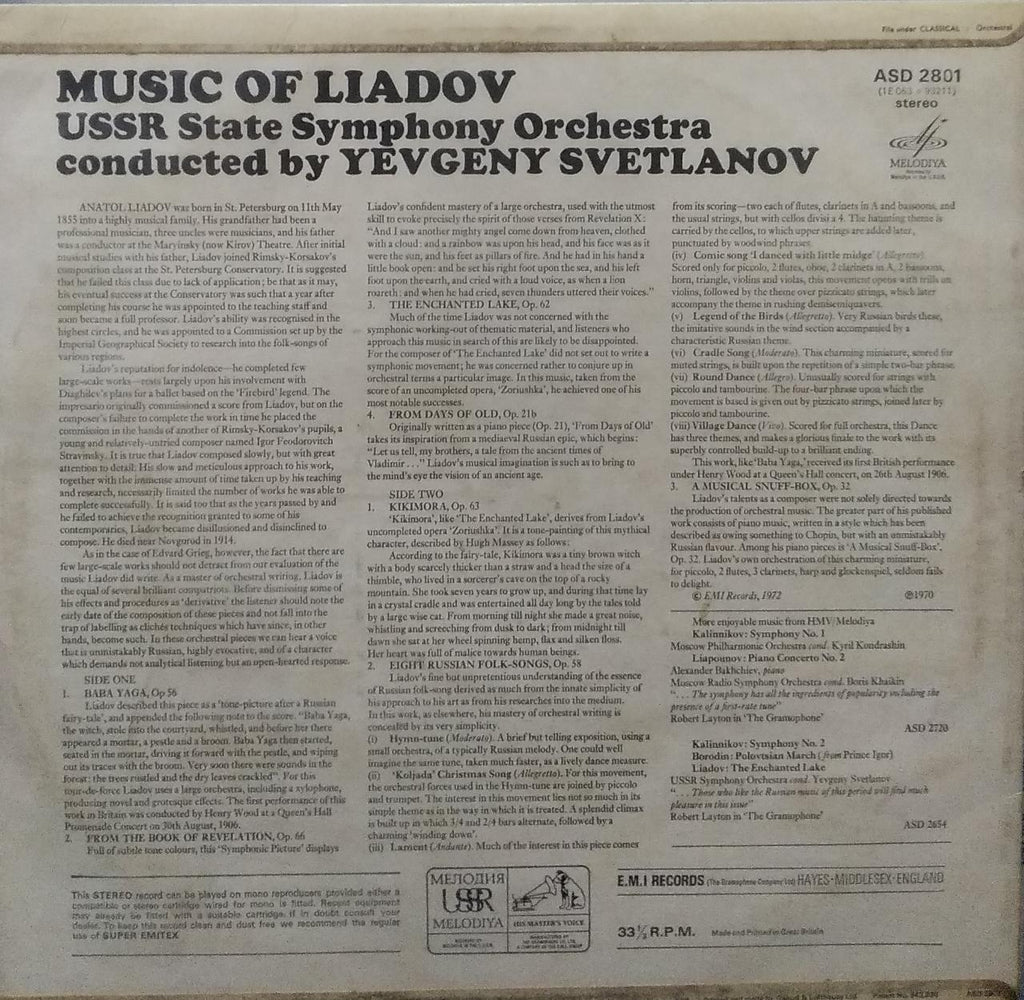 File under CLASSICAL : Orchestral
MUSIC OF LIADOV
USSR State Symphony Orchestra
conducted by YEVGENY SVETLANOV
ASD 2801
(1E 063 · 93211)
stereo
MELODIYA
ANATOL LIADOV was born in St. Petersburg on 11th May
1855 into a highly musical family. His grandfather had been a
professional musician, three uncles were musicians, and his father
was a conductor at the Maryinsky (now Kirov) Theatre. After initial
musical studies with his father, Liadov joined Rimsky-Korsakov's
composition class at the St. Petersburg Conservatory. It is suggested
that he failed this class due to lack of application; be that as it may,
his eventual success at the Conservatory was such that a year after
completing his course he was appointed to the teaching staff and
soon became a full professor. Liadov's ability was recognised in the
highest circles, and he was appointed to a Commission set up by the
Imperial Geographical Society to research into the folk-songs of
various regions.
Liadov's reputation for indolence—he completed few
large-scale works—rests largely upon his involvement with
Diaghilev's plans for a ballet based on the 'Firebird' legend. The
impresario originally commissioned a score from Liadov, but on the
composer's failure to complete the work in time he placed the
commission in the hands of another of Rimsky-Korsakov's pupils, a
young and relatively-untried composer named Igor Feodorovitch
Stravinsky. It is true that Liadov composed slowly, but with great
attention to detail. His slow and meticulous approach to his work,
together with the immense amount of time taken up by his teaching
and research, necessarily limited the number of works he was able to
complete successfully. It is said too that as the years passed by and
he failed to achieve the recognition granted to some of his
contemporaries, Liadov became disillusioned and disinclined to
compose. He died near Novgorod in 1914.
As in the case of Edvard Grieg, however, the fact that there are
few large-scale works should not detract from our evaluation of the
music Liadov did write. As a master of orchestral writing, Liadov is
the equal of several brilliant compatriots. Before dismissing some of
his effects and procedures as 'derivative' the listener should note the
early date of the composition of these pieces and not fall into the
trap of labelling as clichés techniques which have since, in other
hands, become such. In these orchestral pieces we can hear a voice
that is unmistakably Russian, highly evocative, and of a character
which demands not analytical listening but an open-hearted response.
SIDE ONE
1. BABA YAGA, Op 56
Liadov described this piece as a 'tone-picture after a Russian
fairy-tale', and appended the following note to the score. "Baba Yaga,
the witch, stole into the courtyard, whistled, and before her there
appeared a mortar, a pestle and a broom. Baba Yaga then started,
seated in the mortar, driving it forward with the pestle, and wiping
out its traces with the broom. Very soon there were sounds in the
forest: the trees rustled and the dry leaves crackled". For this
tour-de-force Liadov uses a large orchestra, including a xylophone,
producing novel and grotesque effects. The first performance of this
work in Britain was conducted by Henry Wood at a Queen's Hall
Promenade Concert on 30th August, 1906.
2. FROM THE BOOK OF REVELATION, Op. 66
Full of subtle tone colours, this 'Symphonic Picture' displays
Liadov's confident mastery of a large orchestra, used with the utmost
skill to evoke precisely the spirit of those verses from Revelation X:
"And I saw another mighty angel come down from heaven, clothed
with a cloud: and a rainbow was upon his head, and his face was as it
were the sun, and his feet as pillars of fire. And he had in his hand a
little book open: and he set his right foot upon the sea, and his left
foot upon the earth, and cried with a loud voice, as when a lion
roareth: and when he had cried, seven thunders uttered their voices."
3. THE ENCHANTED LAKE, Op. 62
Much of the time Liadov was not concerned with the
symphonic working-out of thematic material, and listeners who
approach this music in search of this are likely to be disappointed.
For the composer of 'The Enchanted Lake' did not set out to write a
symphonic movement; he was concerned rather to conjure up in
orchestral terms a particular image. In this music, taken from the
score of an uncompleted opera, 'Zoriushka', he achieved one of his
most notable successes.
4. FROM DAYS OF OLD, Op. 21b
Originally written as a piano piece (Op. 21), 'From Days of Old'
takes its inspiration from a mediaeval Russian epic, which begins:
"Let us tell, my brothers, a tale from the ancient times of
Vladimir . . ." Liadov's musical imagination is such as to bring to
the mind's eye the vision of an ancient age.
SIDE TWO
1. KIKIMORA, Op. 63
'Kikimora', like 'The Enchanted Lake', derives from Liadov's
uncompleted opera 'Zoriushka'. It is a tone-painting of this mythical
character, described by Hugh Massey as follows:
According to the fairy-tale, Kikimora was a tiny brown witch
with a body scarcely thicker than a straw and a head the size of a
thimble, who lived in a sorcerer's cave on the top of a rocky
mountain. She took seven years to grow up, and during that time lay
in a crystal cradle and was entertained all day long by the tales told
by a large wise cat. From morning till night she made a great noise,
whistling and screeching from dusk to dark; from midnight till
dawn she sat at her wheel spinning hemp, flax and silken floss.
Her heart was full of malice towards human beings.
2. EIGHT RUSSIAN FOLK-SONGS, Op. 58
Liadov's fine but unpretentious understanding of the essence
of Russian folk-song derived as much from the innate simplicity of
his approach to his art as from his researches into the medium.
In this work, as elsewhere, his mastery of orchestral writing is
concealed by its very simplicity.
(i) Hymn-tune (Moderato). A brief but telling exposition, using a
small orchestra, of a typically Russian melody. One could well
imagine the same tune, taken much faster, as a lively dance measure.
(ii) 'Koljada' Christmas Song (Allegretto). For this movement,
the orchestral forces used in the Hymn-tune are joined by piccolo
and trumpet. The interest in this movement lies not so much in its
simple theme as in the way in which it is treated. A splendid climax
is built up in which 3/4 and 2/4 bars alternate, followed by a
charming 'winding down'.
(iii) Lament (Andante). Much of the interest in this piece comes
from its scoring—two each of flutes, clarinets in A and bassoons, and
the usual strings, but with cellos divisi a 4. The haunting theme is
carried by the cellos, to which upper strings are added later,
punctuated by woodwind phrases.
(iv) Comic song 'I danced with little midge' (Allegretto).
Scored only for piccolo, 2 flutes, oboe, 2 clarinets in A, 2 bassoons,
horn, triangle, violins and violas, this movement opens with trills on
violins, followed by the theme over pizzicato strings, which later
accompany the theme in rushing demisemiquavers.
(v) Legend of the Birds (Allegretto). Very Russian birds these,
the imitative sounds in the wind section accompanied by a
characteristic Russian theme.
(vi) Cradle Song (Moderato). This charming miniature, scored for
muted strings, is built upon the repetition of a simple two-bar phrase.
(vii) Round Dance (Allegro). Unusually scored for strings with
piccolo and tambourine. The four-bar phrase upon which the
movement is based is given out by pizzicato strings, joined later by
piccolo and tambourine.
(viii) Village Dance (Vivo). Scored for full orchestra, this Dance
has three themes, and makes a glorious finale to the work with its
superbly controlled build-up to a brilliant ending.
This work, like 'Baba Yaga,' received its first British performance
under Henry Wood at a Queen's Hall concert, on 26th August 1906.
3. A MUSICAL SNUFF-BOX, Op. 32
Liadov's talents as a composer were not solely directed towards
the production of orchestral music. The greater part of his published
work consists of piano music, written in a style which has been
described as owing something to Chopin, but with an unmistakably
Russian flavour. Among his piano pieces is 'A Musical Snuff-Box',
Op. 32. Liadov's own orchestration of this charming miniature,
for piccolo, 2 flutes, 3 clarinets, harp and glockenspiel, seldom fails
to delight.
© EMI Records, 1972 ℗1970
More enjoyable music from HMV Melodiya
Kalinnikov: Symphony No. 1
Moscow Philharmonic Orchestra cond. Kyril Kondrashin
Liapounov: Piano Concerto No. 2
Alexander Bakhchiev, piano
Moscow Radio Symphony Orchestra cond. Boris Khaikin
". . . The symphony has all the ingredients of popularity including the
presence of a first-rate tune"
Robert Layton in 'The Gramophone'
ASD 2720
Kalinnikov: Symphony No. 2
Borodin: Polovtsian March (from Prince Igor)
Liadov: The Enchanted Lake
USSR Symphony Orchestra cond. Yevgeny Svetlanov
". . . Those who like the Russian music of this period will find much
pleasure in this issue"
Robert Layton in 'The Gramophone'
ASD 2654
This STEREO record can be played on mono reproducers provided either a
compatible or stereo cartridge wired for mono is fitted. Recent equipment
may already be fitted with a suitable cartridge. If in doubt consult your
dealer. To keep this record clean and dust free we recommend the regular
use of SUPER EMITEX
МЕЛОДИЯ
USSR
MELODIYA
HIS MASTER'S VOICE
E.M.I RECORDS (The Gramophone Company Ltd) HAYES·MIDDLESEX·ENGLAND
33⅓ R.P.M. Made and Printed in Great Britain